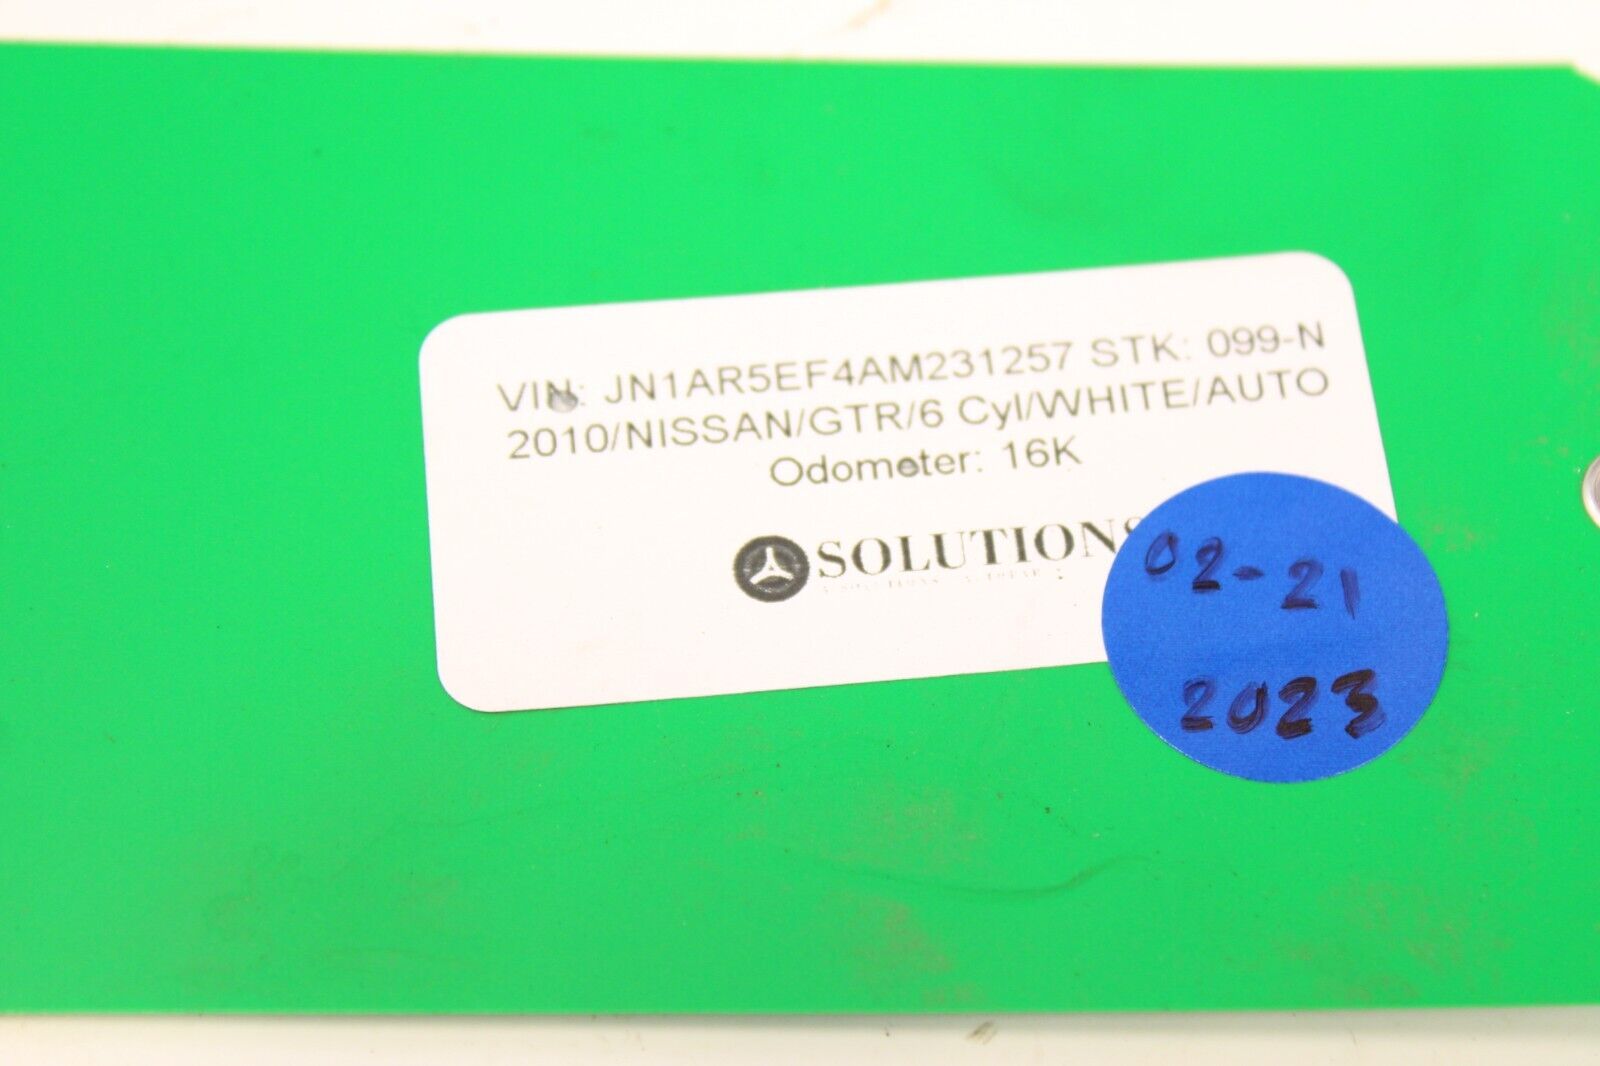 VIN: JN1AR5EF4AM231257 STK: 099-N
2010/NISSAN/GTR/6 Cyl/WHITE/AUTO
Odometer: 16K
SOLUTIONS
02-21
2023